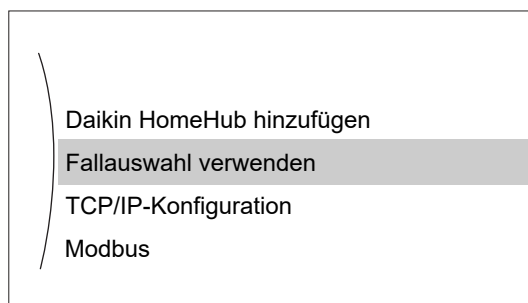 Daikin HomeHub hinzufügen
Fallauswahl verwenden
TCP/IP-Konfiguration
Modbus